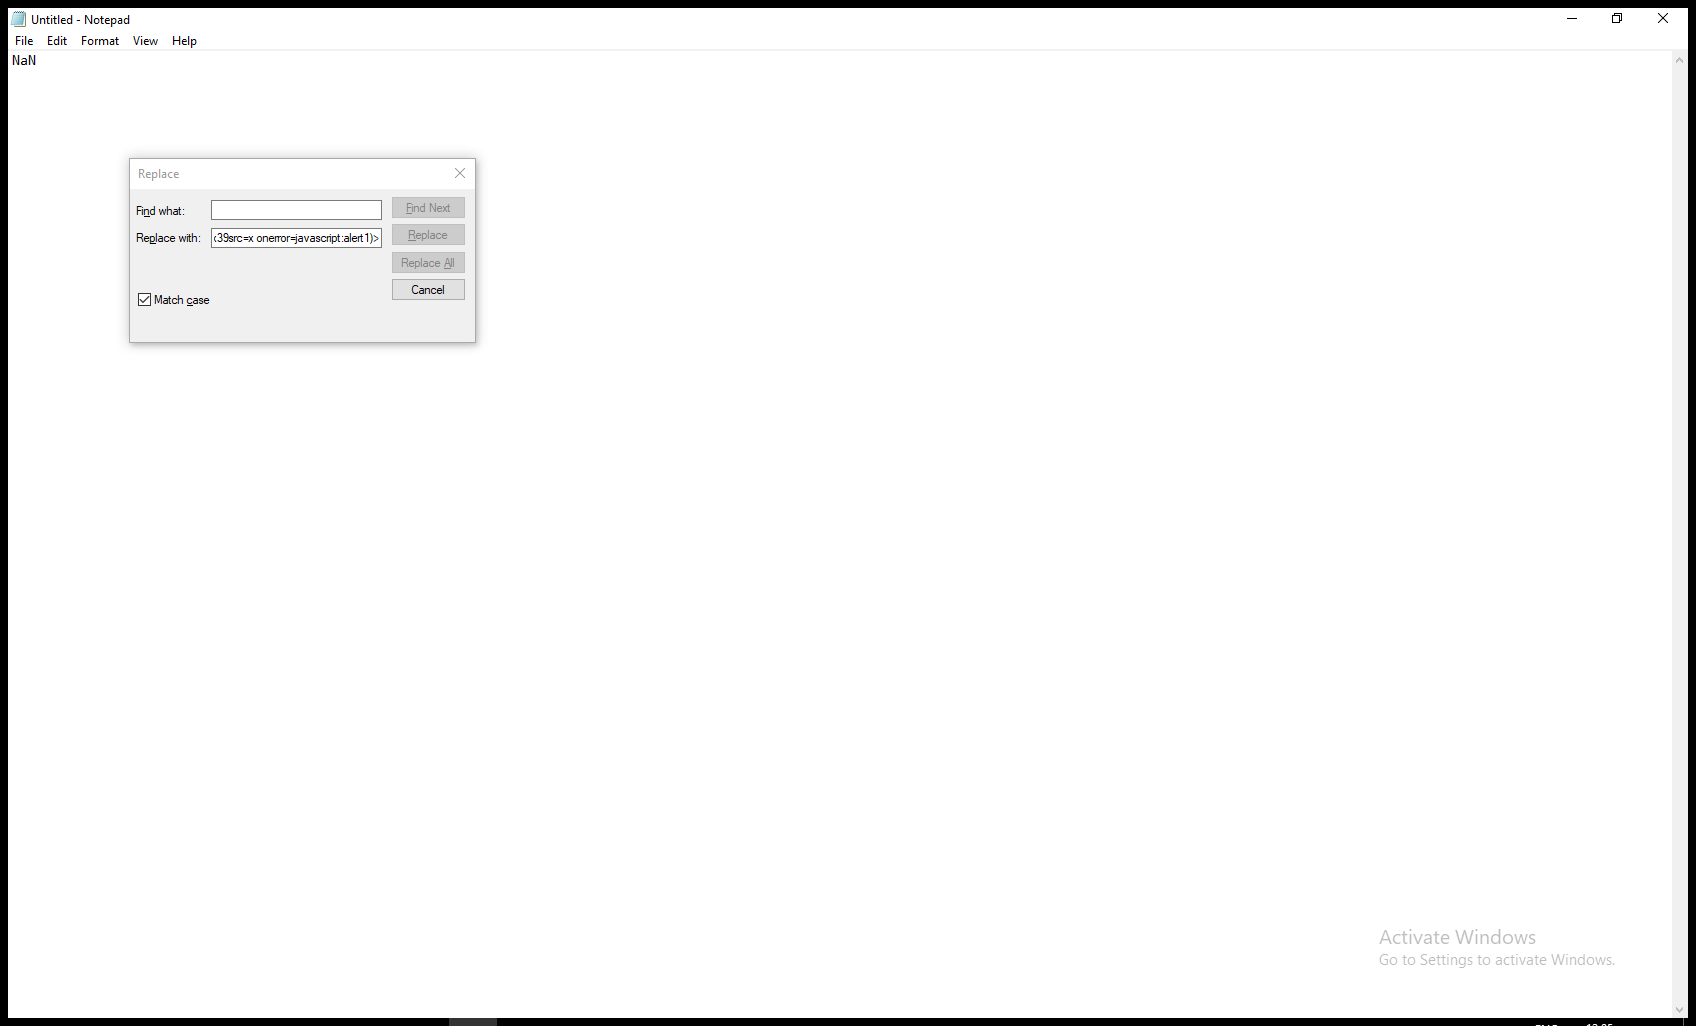 Untitled - Notepad
File Edit Format View Help
NaN
Replace
Find what:
Find Next
Replace with:
39src=x onerror=javascript:alert1)>
Replace
Replace All
Cancel
Match case
Activate Windows
Go to Settings to activate Windows.